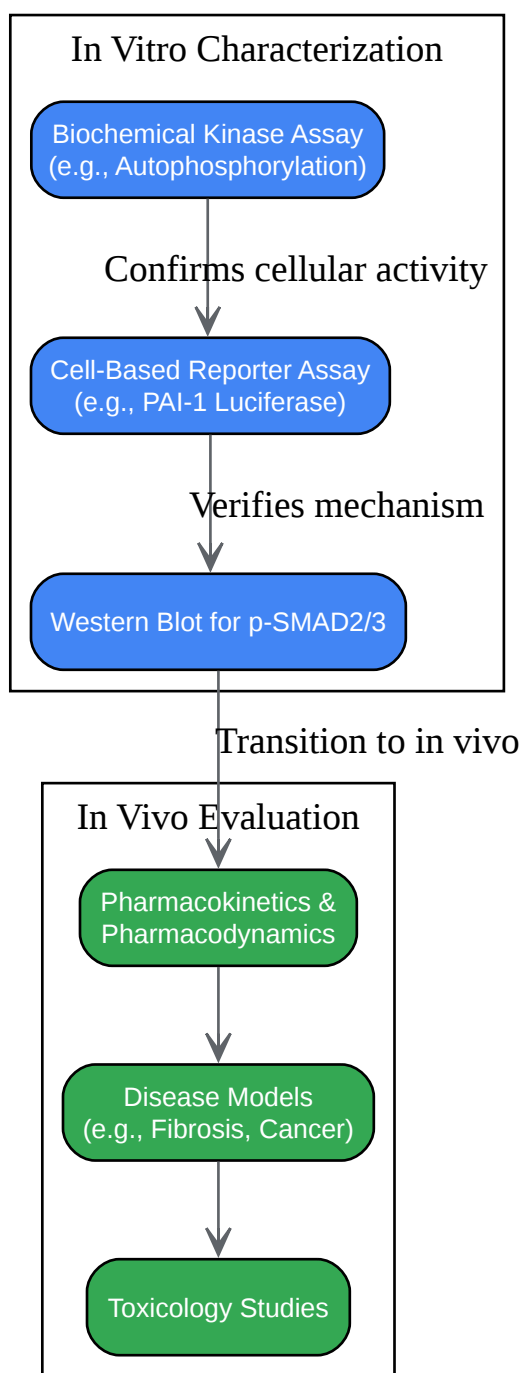 In Vitro Characterization
Biochemical Kinase Assay
(e.g., Autophosphorylation)
Confirms cellular activity
Cell-Based Reporter Assay
(e.g., PAI-1 Luciferase)
Verifies mechanism
Western Blot for p-SMAD2/3
Transition to in vivo
In Vivo Evaluation
Pharmacokinetics &
Pharmacodynamics
Disease Models
(e.g., Fibrosis, Cancer)
Toxicology Studies